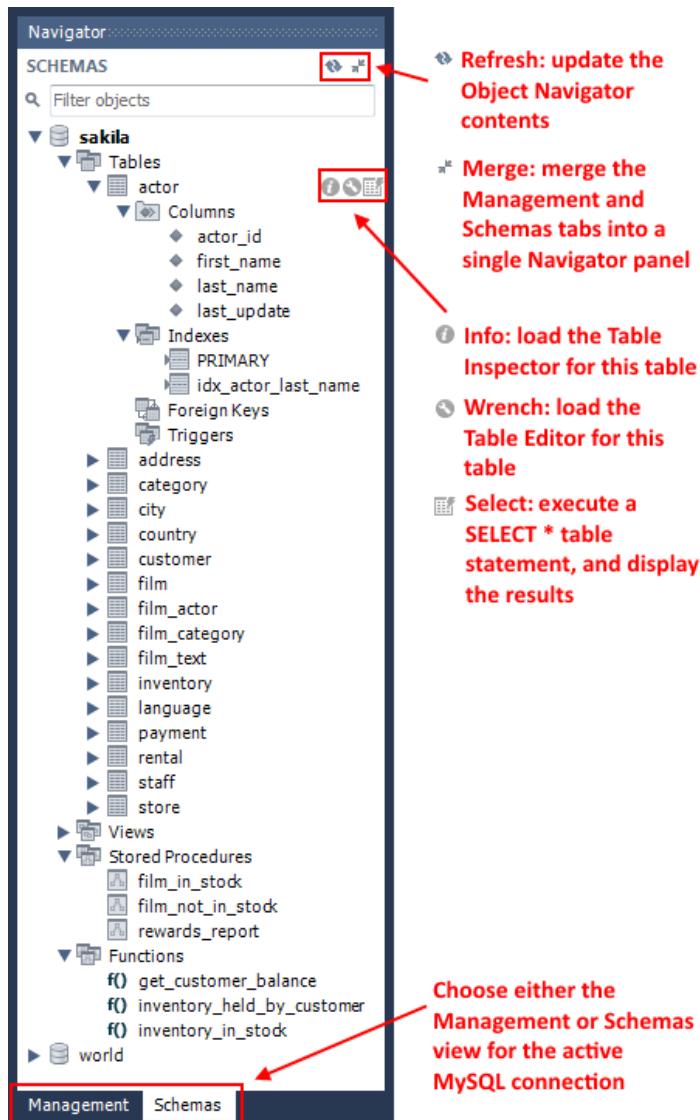 Navigator
SCHEMAS
Filter objects
sakila
Tables
actor
Columns
actor_id
first_name
last_name
last_update
Indexes
PRIMARY
idx_actor_last_name
Foreign Keys
Triggers
address
category
city
country
customer
film
film_actor
film_category
film_text
inventory
language
payment
rental
staff
store
Views
Stored Procedures
film_in_stock
film_not_in_stock
rewards_report
Functions
f() get_customer_balance
f() inventory_held_by_customer
f() inventory_in_stock
world
Management Schemas
Refresh: update the
Object Navigator
contents
Merge: merge the
Management and
Schemas tabs into a
single Navigator panel
Info: load the Table
Inspector for this table
Wrench: load the
Table Editor for this
table
Select: execute a
SELECT * table
statement, and display
the results
Choose either the
Management or Schemas
view for the active
MySQL connection